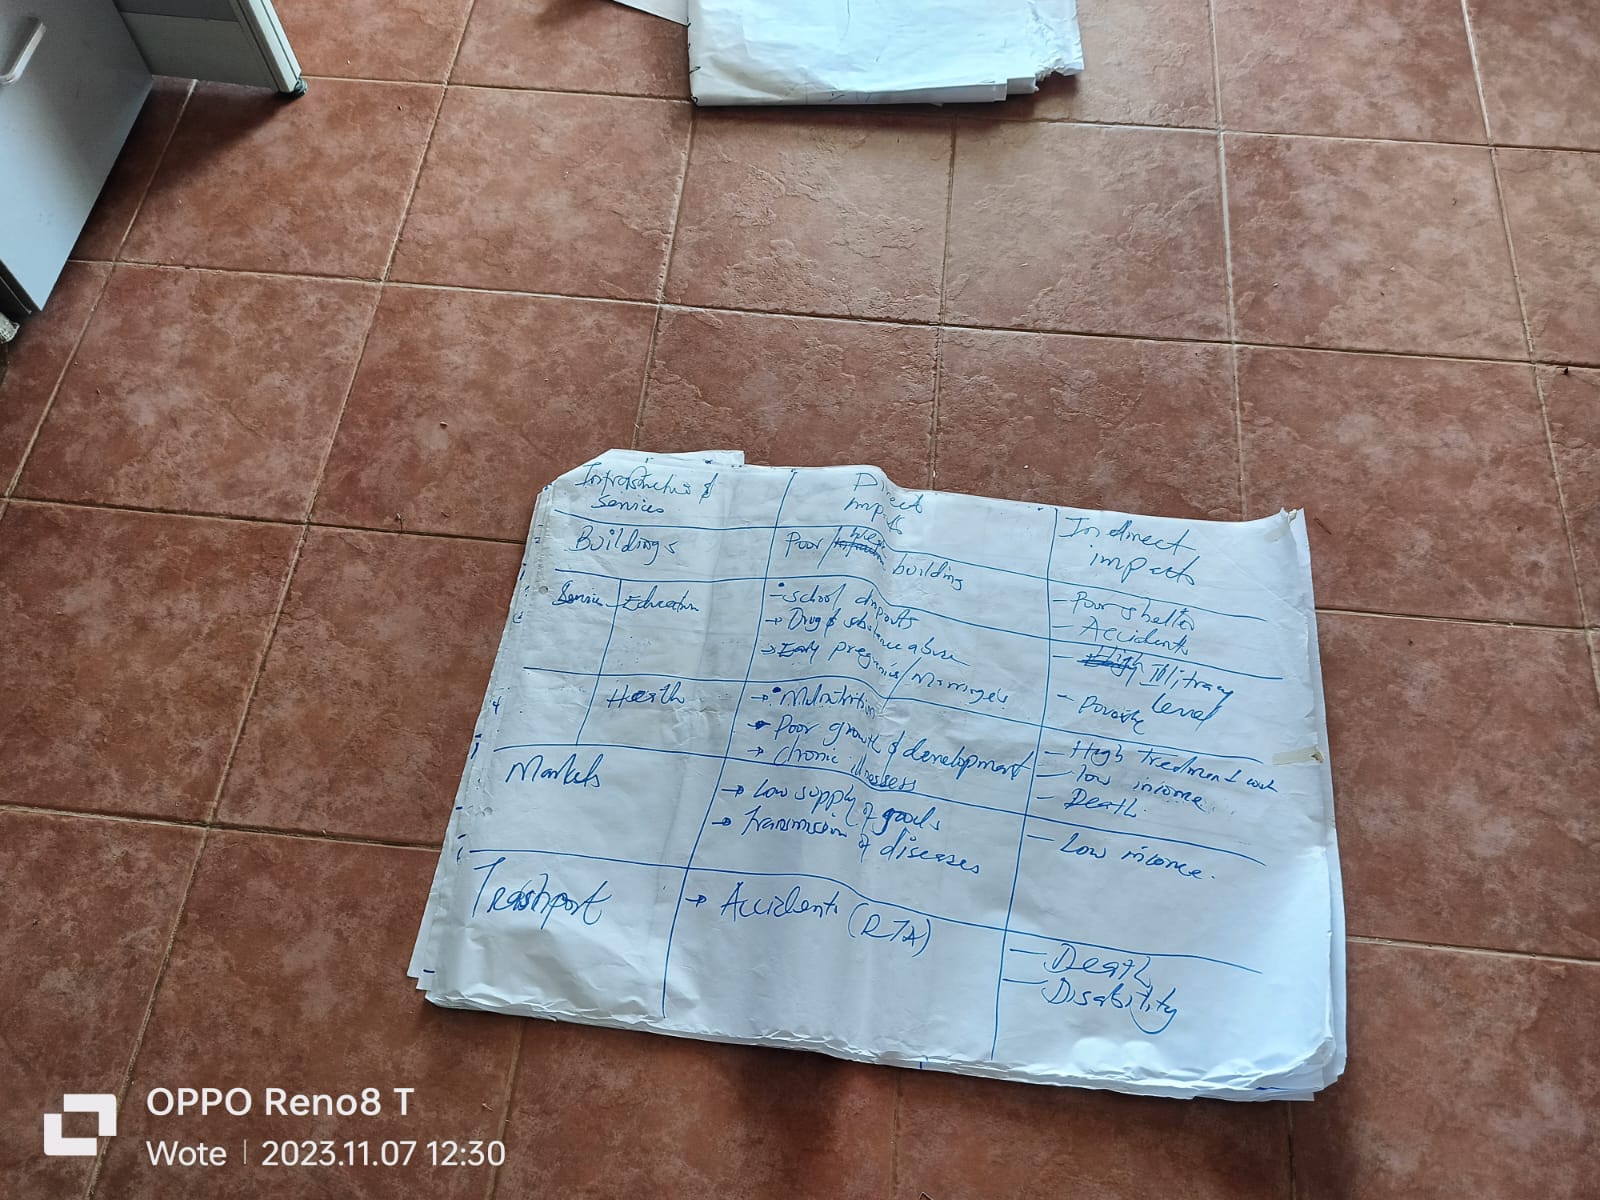 Infrastructure &
Services
Direct
impacts
Indirect
impacts
Buildings
Poor
building
- Poor shelter
- Accidents
Service
Education
- School dropouts
→ Drug & substance abuse
→ Early pregnancies / Marriages
- High Illitracy
level
- Poverty
Health
→ Malnutrition
→ Poor growth & development
→ chronic illnesses
- High treatment cost
- low income
- Death.
Markets
→ Low supply of goods
→ transmission of diseases
- Low income.
Transport
→ Accidents (RTA)
- Death
- Disability
OPPO Reno8 T
Wote | 2023.11.07 12:30